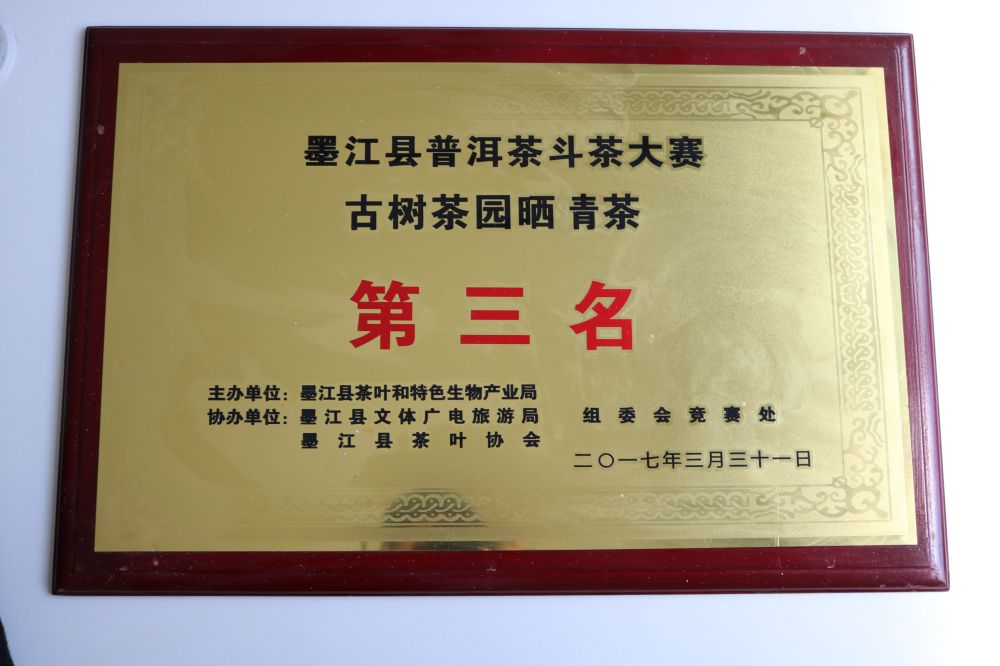 墨江县普洱茶斗茶大赛
古树茶园晒青茶
第三名
主办单位：墨江县茶叶和特色生物产业局
协办单位：墨江县文体广电旅游局
墨江县茶叶协会
组委会竞赛处
二〇一七年三月三十一日